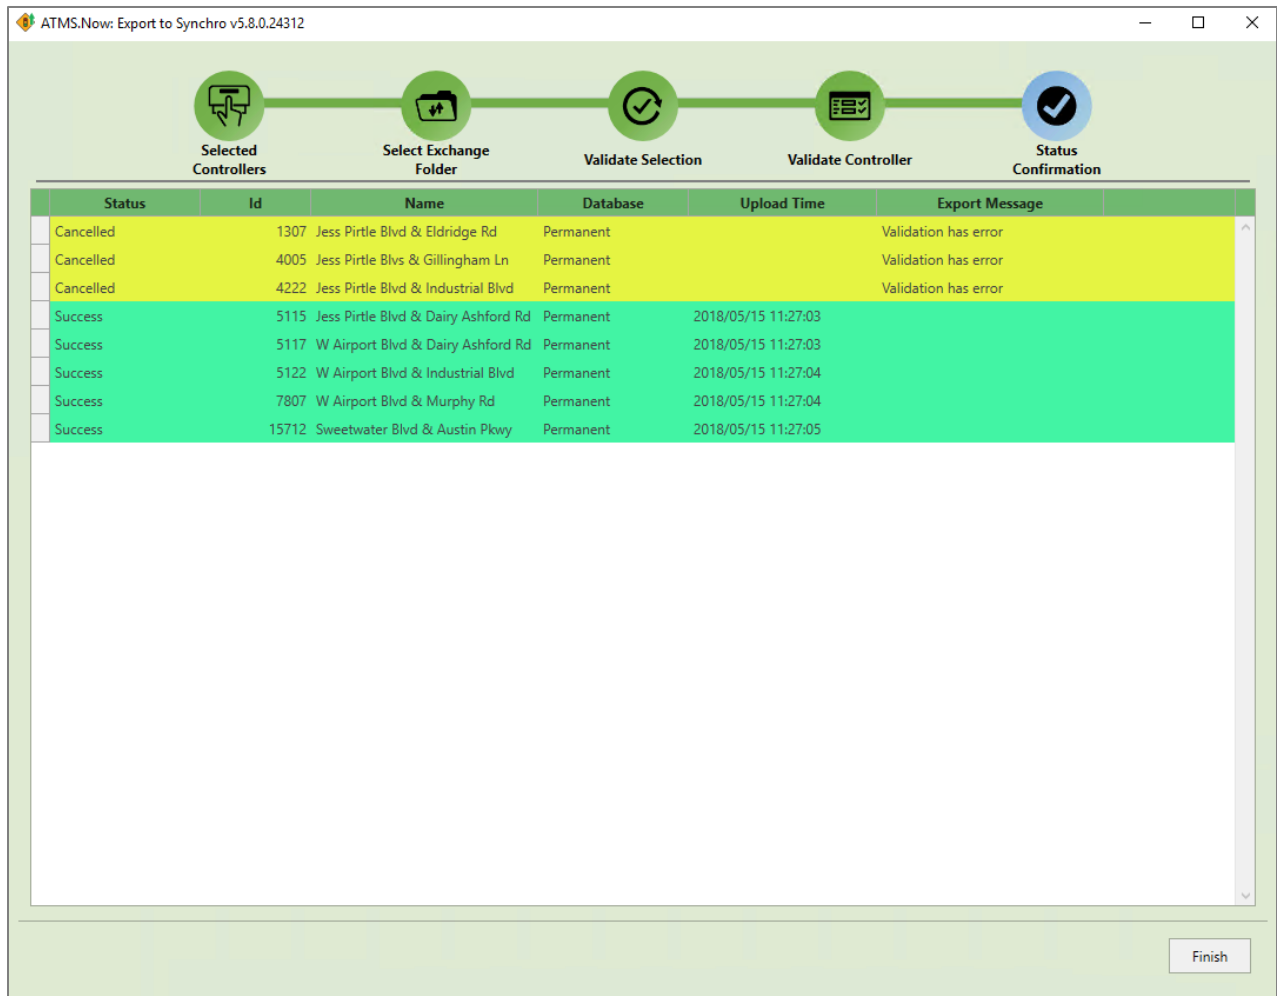 ATMS.Now: Export to Synchro v5.8.0.24312
Selected Controllers
Select Exchange Folder
Validate Selection
Validate Controller
Status Confirmation
Status Id Name Database Upload Time Export Message
Cancelled 1307 Jess Pirtle Blvd & Eldridge Rd Permanent Validation has error
Cancelled 4005 Jess Pirtle Blvs & Gillingham Ln Permanent Validation has error
Cancelled 4222 Jess Pirtle Blvd & Industrial Blvd Permanent Validation has error
Success 5115 Jess Pirtle Blvd & Dairy Ashford Rd Permanent 2018/05/15 11:27:03
Success 5117 W Airport Blvd & Dairy Ashford Rd Permanent 2018/05/15 11:27:03
Success 5122 W Airport Blvd & Industrial Blvd Permanent 2018/05/15 11:27:04
Success 7807 W Airport Blvd & Murphy Rd Permanent 2018/05/15 11:27:04
Success 15712 Sweetwater Blvd & Austin Pkwy Permanent 2018/05/15 11:27:05
Finish